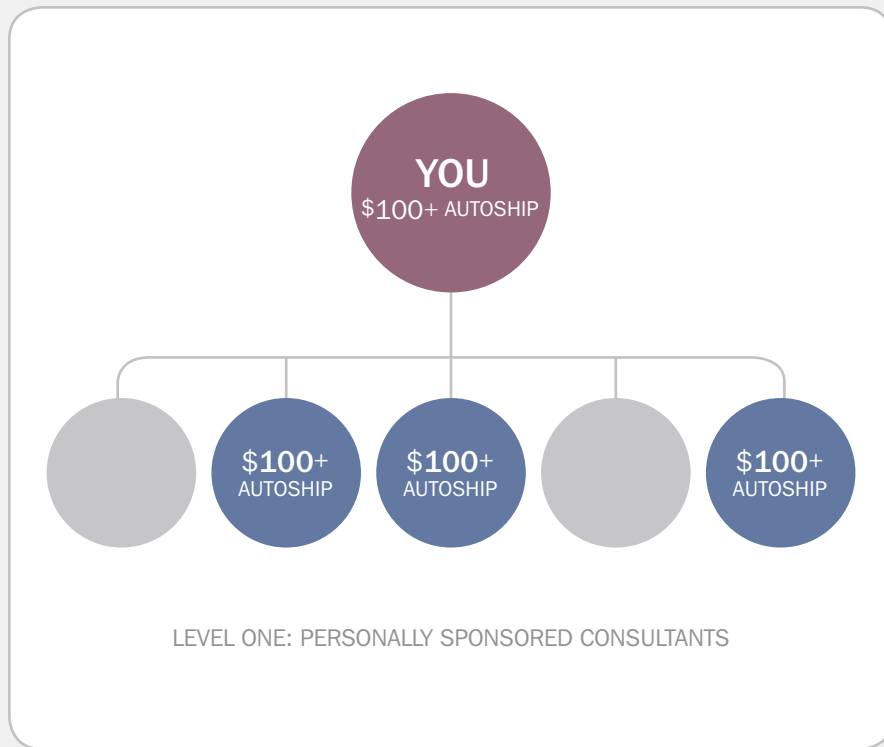 YOU
$100+ AUTOSHIP
$100+
AUTOSHIP
$100+
AUTOSHIP
$100+
AUTOSHIP
LEVEL ONE: PERSONALLY SPONSORED CONSULTANTS